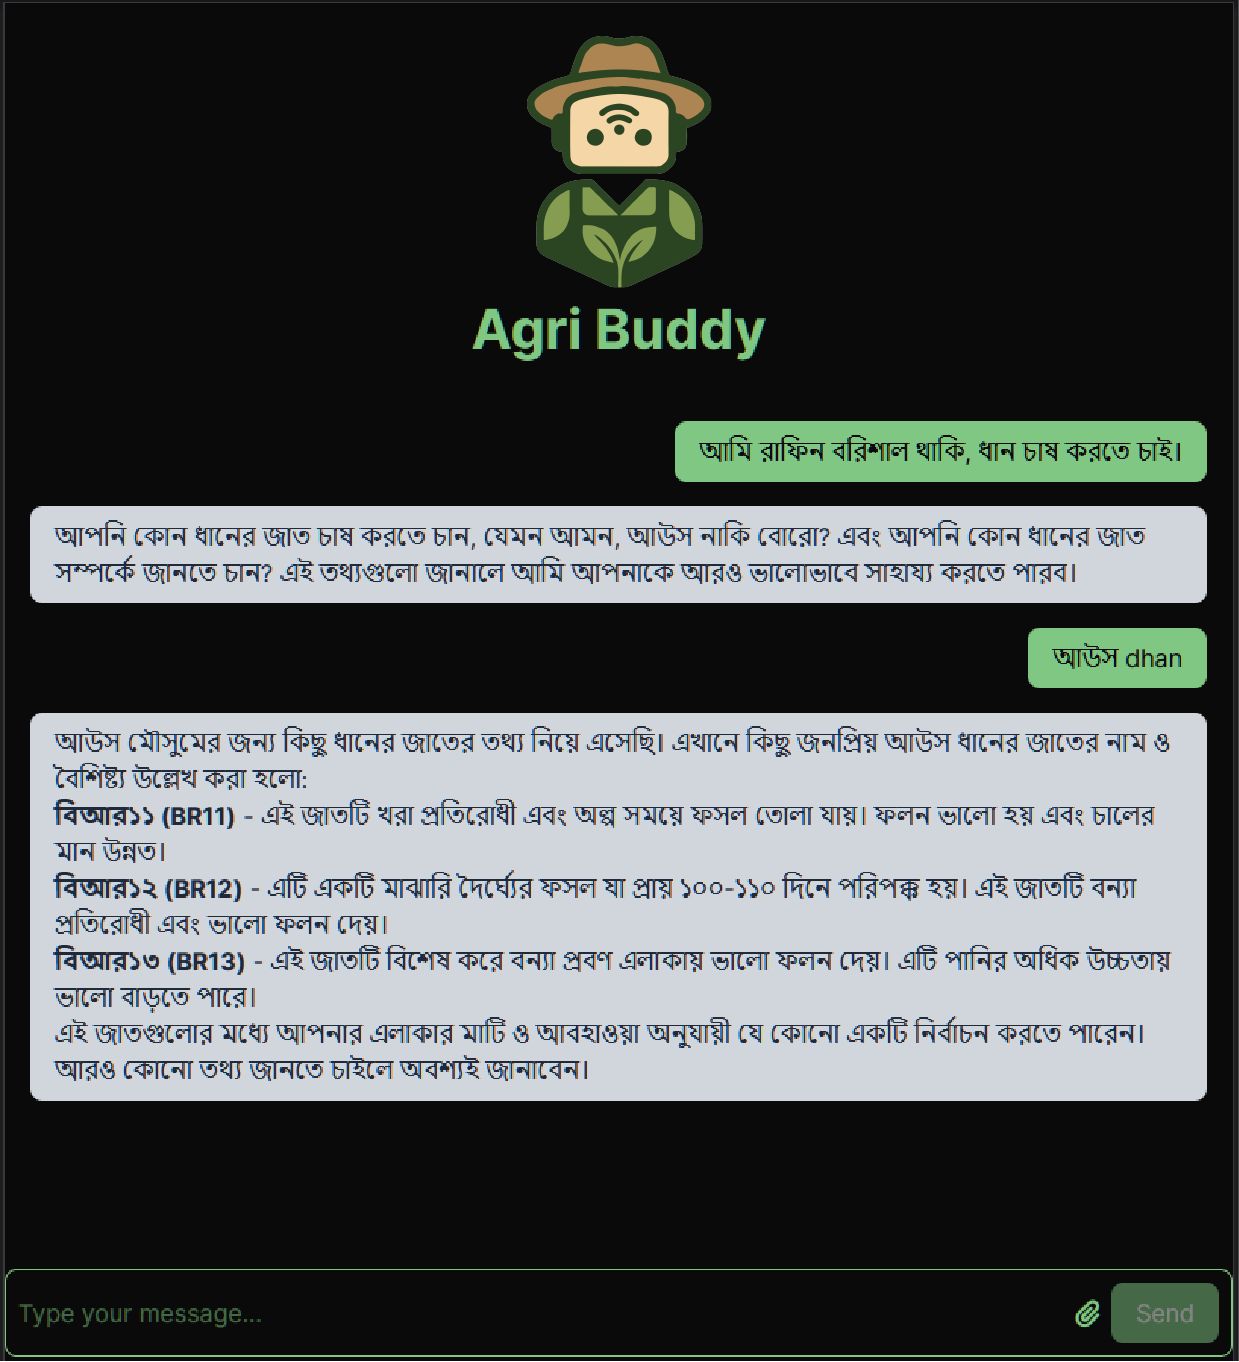 Agri Buddy
আমি রাফিন বরিশাল থাকি, ধান চাষ করতে চাই।
আপনি কোন ধানের জাত চাষ করতে চান, যেমন আমন, আউস নাকি বোরো? এবং আপনি কোন ধানের জাত
সম্পর্কে জানতে চান? এই তথ্যগুলো জানালে আমি আপনাকে আরও ভালোভাবে সাহায্য করতে পারব।
আউস dhan
আউস মৌসুমের জন্য কিছু ধানের জাতের তথ্য নিয়ে এসেছি। এখানে কিছু জনপ্রিয় আউস ধানের জাতের নাম ও
বৈশিষ্ট্য উল্লেখ করা হলো:
বিআর১১ (BR11) - এই জাতটি খরা প্রতিরোধী এবং অল্প সময়ে ফসল তোলা যায়। ফলন ভালো হয় এবং চালের
মান উন্নত।
বিআর১২ (BR12) - এটি একটি মাঝারি দৈর্ঘ্যের ফসল যা প্রায় ১০০-১১০ দিনে পরিপক্ক হয়। এই জাতটি বন্যা
প্রতিরোধী এবং ভালো ফলন দেয়।
বিআর১৩ (BR13) - এই জাতটি বিশেষ করে বন্যা প্রবণ এলাকায় ভালো ফলন দেয়। এটি পানির অধিক উচ্চতায়
ভালো বাড়তে পারে।
এই জাতগুলোর মধ্যে আপনার এলাকার মাটি ও আবহাওয়া অনুযায়ী যে কোনো একটি নির্বাচন করতে পারেন।
আরও কোনো তথ্য জানতে চাইলে অবশ্যই জানাবেন।
Type your message...
Send